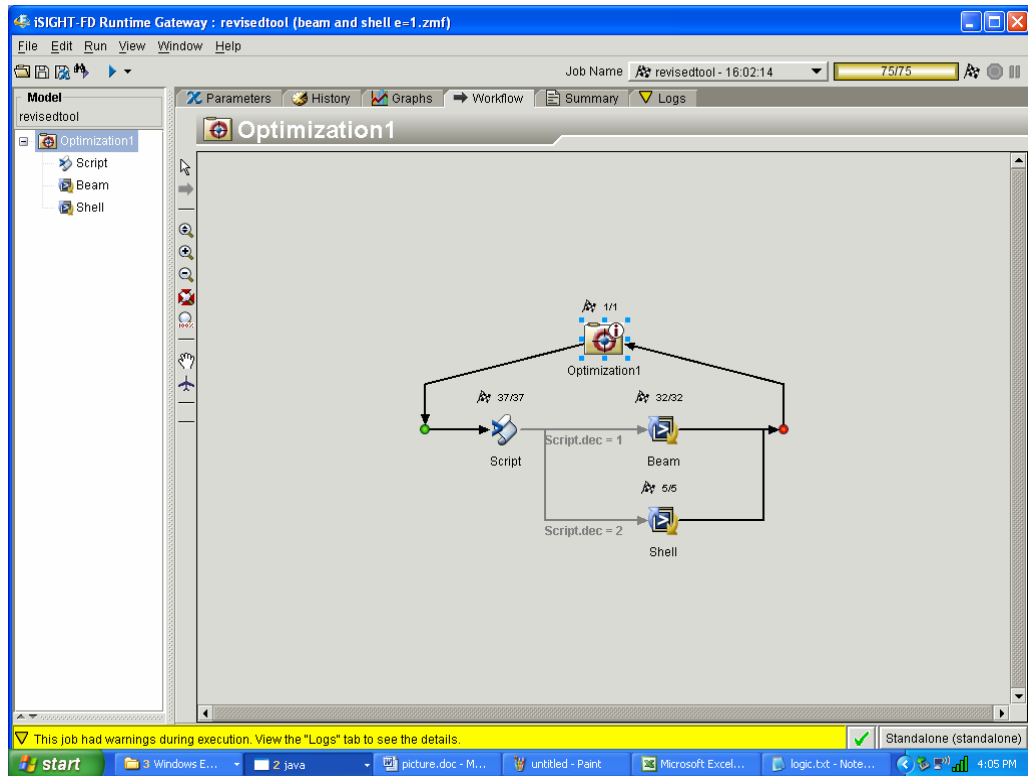 iSIGHT-FD Runtime Gateway : revisedtool (beam and shell e=1.zmf)
File Edit Run View Window Help
Job Name revisedtool - 16:02:14 75/75
Model
revisedtool
Optimization1
Script
Beam
Shell
Parameters History Graphs Workflow Summary Logs
Optimization1
100%
1/1
Optimization1
37/37 32/32
Script.dec = 1
Script Beam
5/5
Script.dec = 2
Shell
This job had warnings during execution. View the "Logs" tab to see the details. Standalone (standalone)
start 3 Windows E... 2 java picture.doc - M... untitled - Paint Microsoft Excel... logic.txt - Note... 4:05 PM